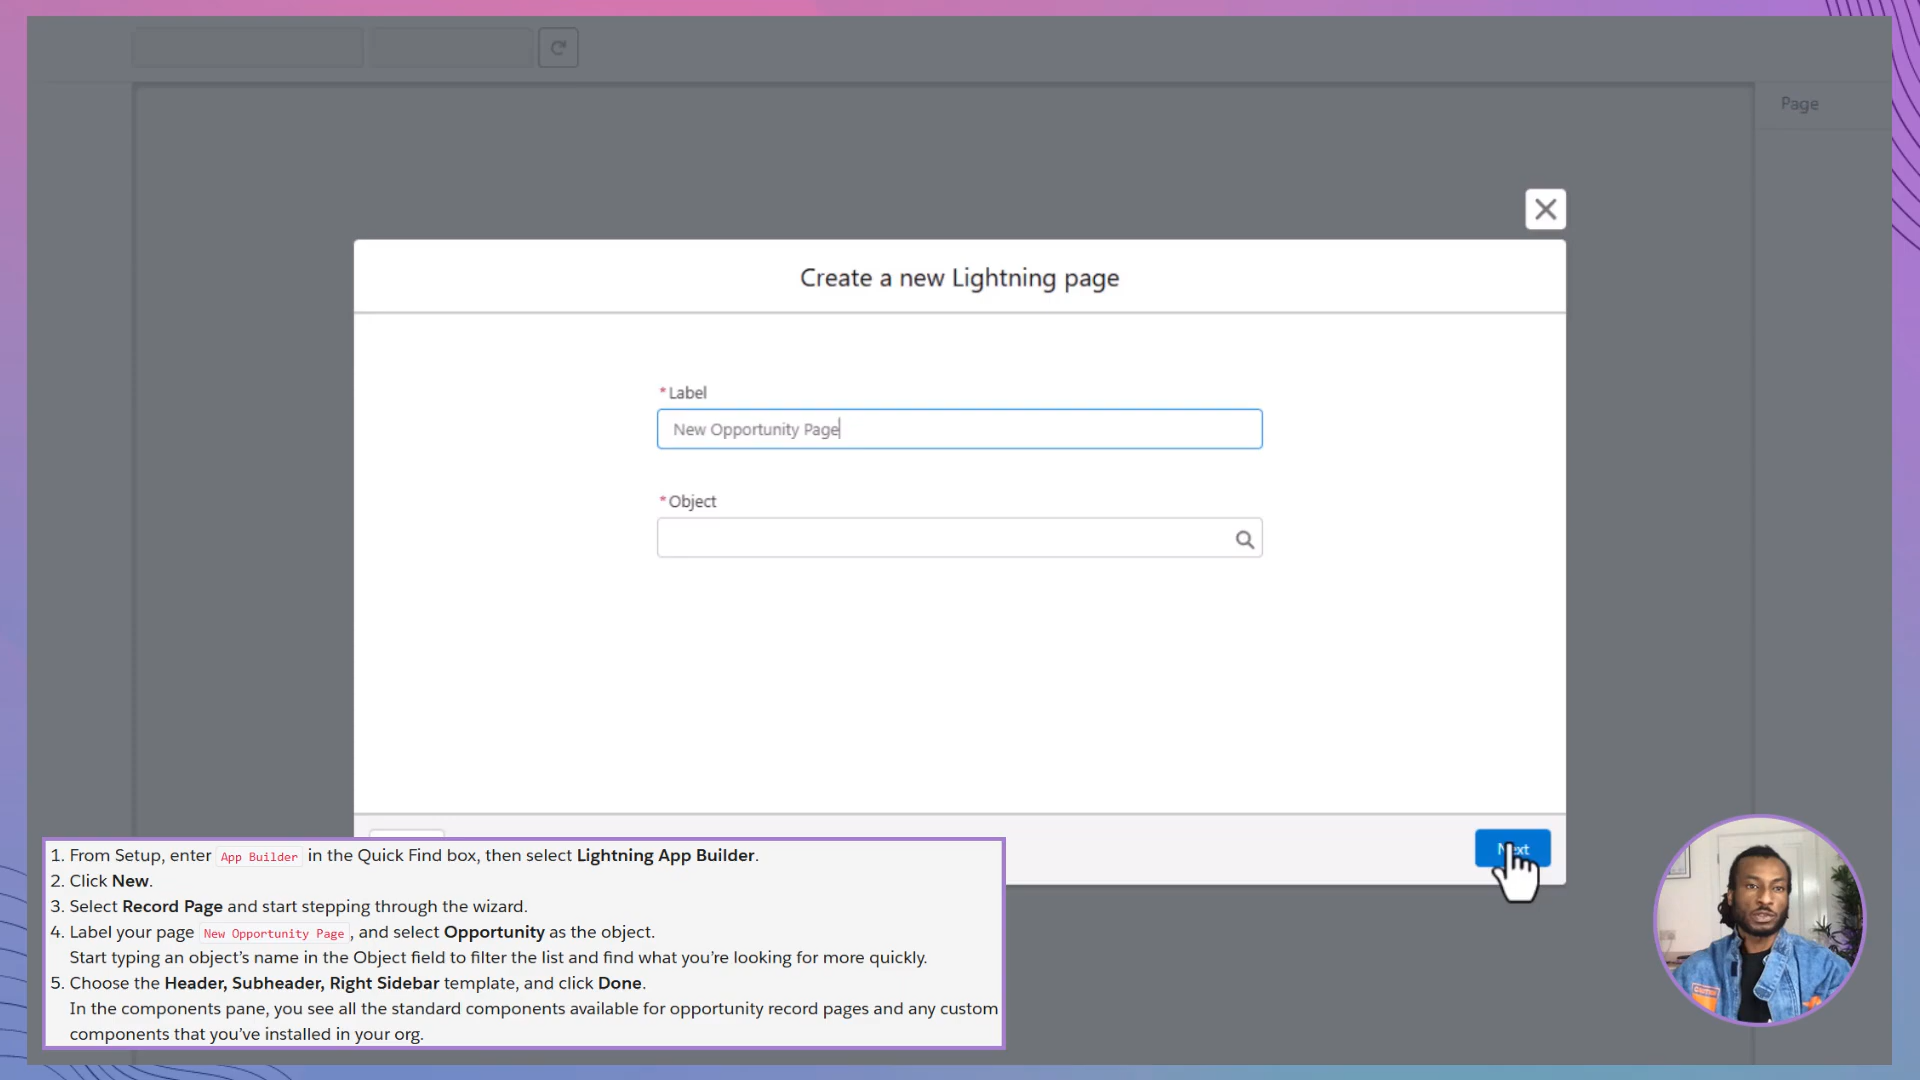 Page
Create a new Lightning page
*Label
New Opportunity Page
*Object
Next
1. From Setup, enter App Builder in the Quick Find box, then select Lightning App Builder.
2. Click New.
3. Select Record Page and start stepping through the wizard.
4. Label your page New Opportunity Page, and select Opportunity as the object.
Start typing an object’s name in the Object field to filter the list and find what you’re looking for more quickly.
5. Choose the Header, Subheader, Right Sidebar template, and click Done.
In the components pane, you see all the standard components available for opportunity record pages and any custom
components that you’ve installed in your org.